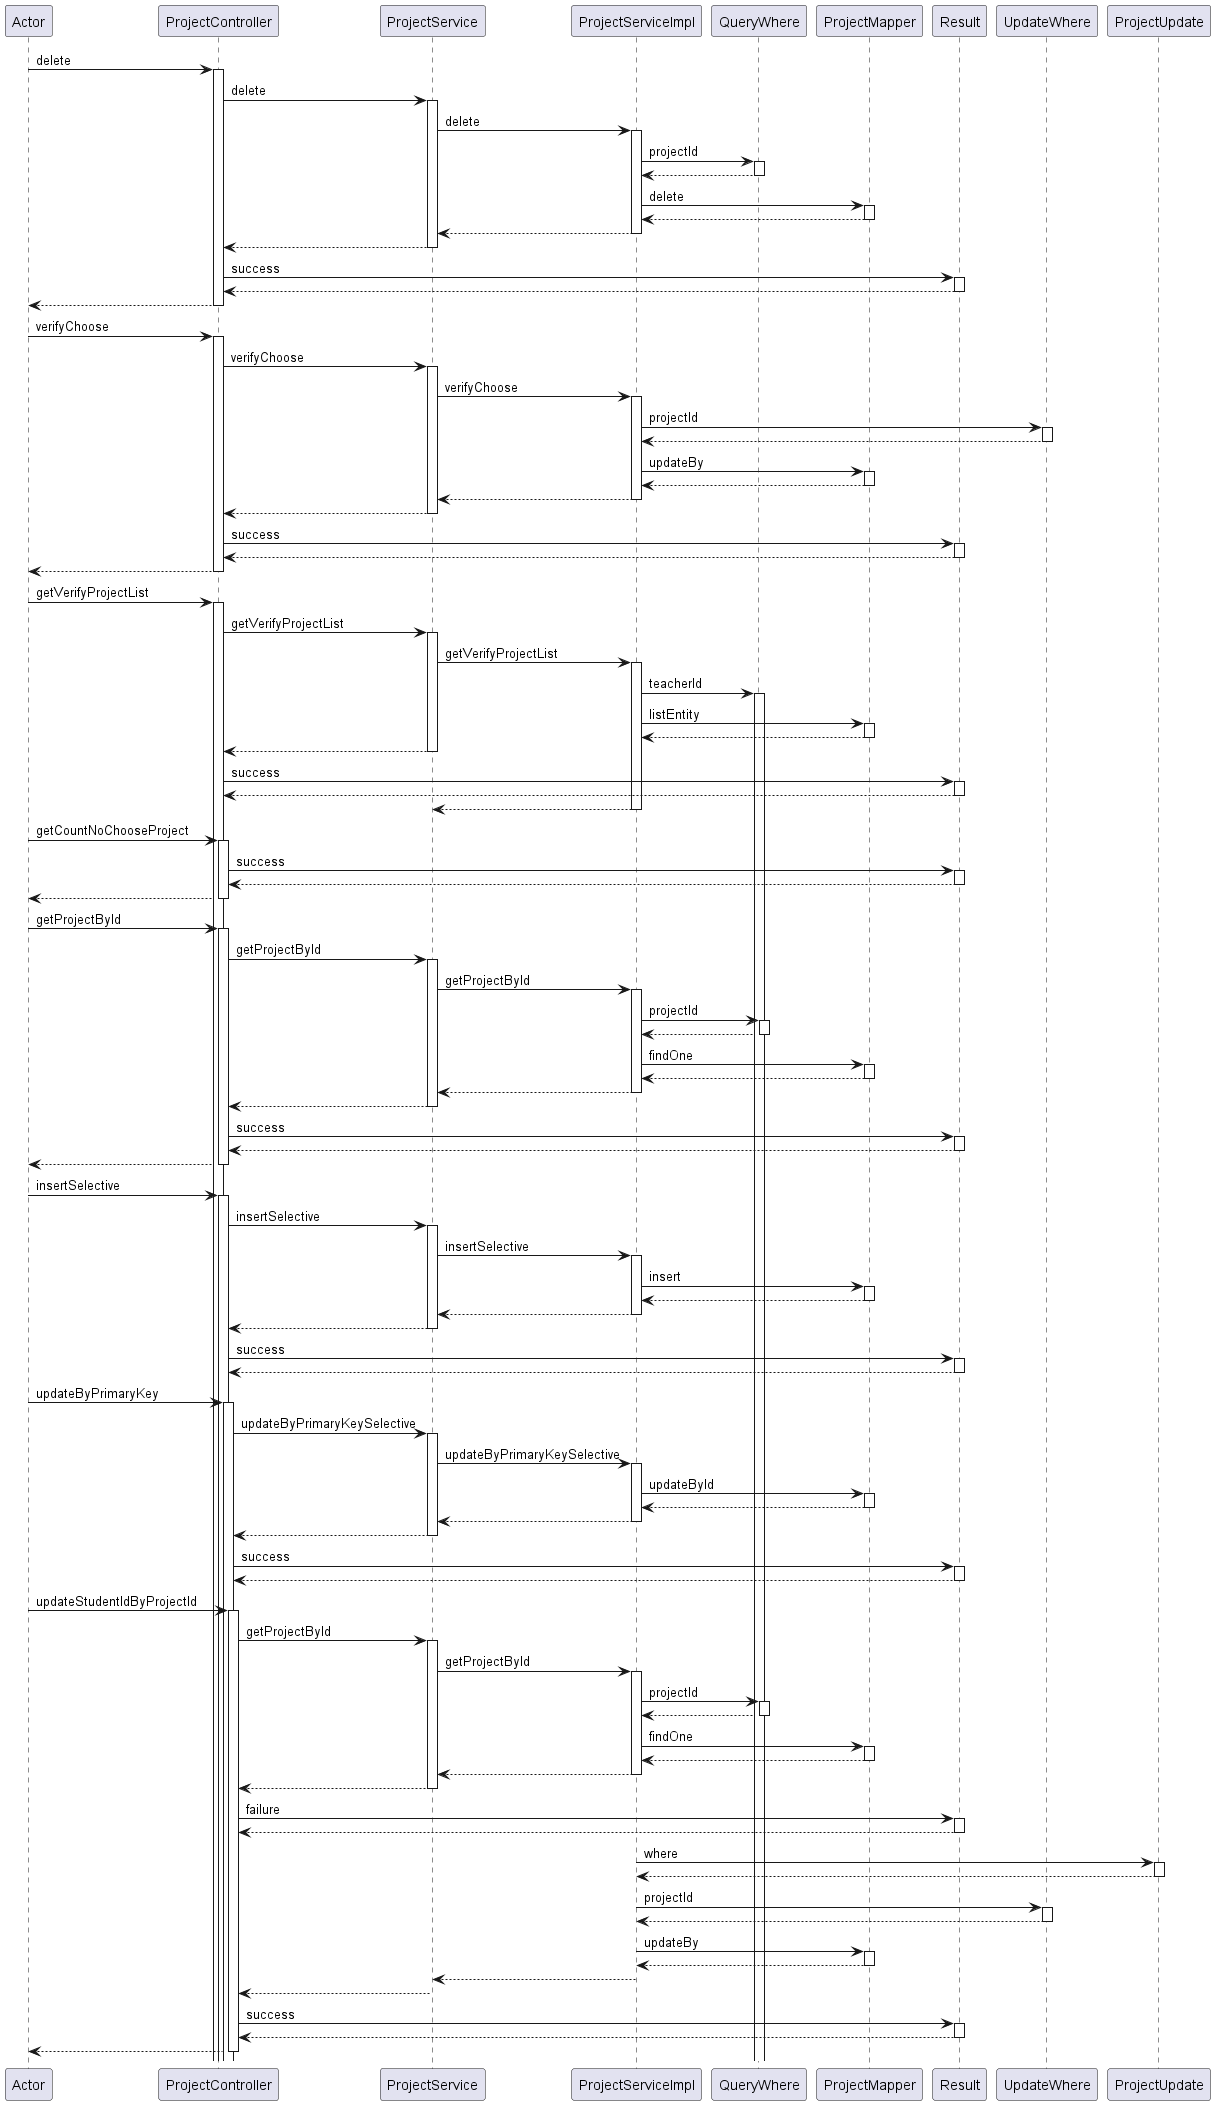 Actor ProjectController ProjectService ProjectServiceImpl QueryWhere ProjectMapper Result UpdateWhere ProjectUpdate
delete
delete
delete
projectId
delete
success
verifyChoose
verifyChoose
verifyChoose
projectId
updateBy
success
getVerifyProjectList
getVerifyProjectList
getVerifyProjectList
teacherId
listEntity
success
getCountNoChooseProject
success
getProjectById
getProjectById
getProjectById
projectId
findOne
success
insertSelective
insertSelective
insertSelective
insert
success
updateByPrimaryKey
updateByPrimaryKeySelective
updateByPrimaryKeySelective
updateById
success
updateStudentIdByProjectId
getProjectById
getProjectById
projectId
findOne
failure
where
projectId
updateBy
success
Actor ProjectController ProjectService ProjectServiceImpl QueryWhere ProjectMapper Result UpdateWhere ProjectUpdate